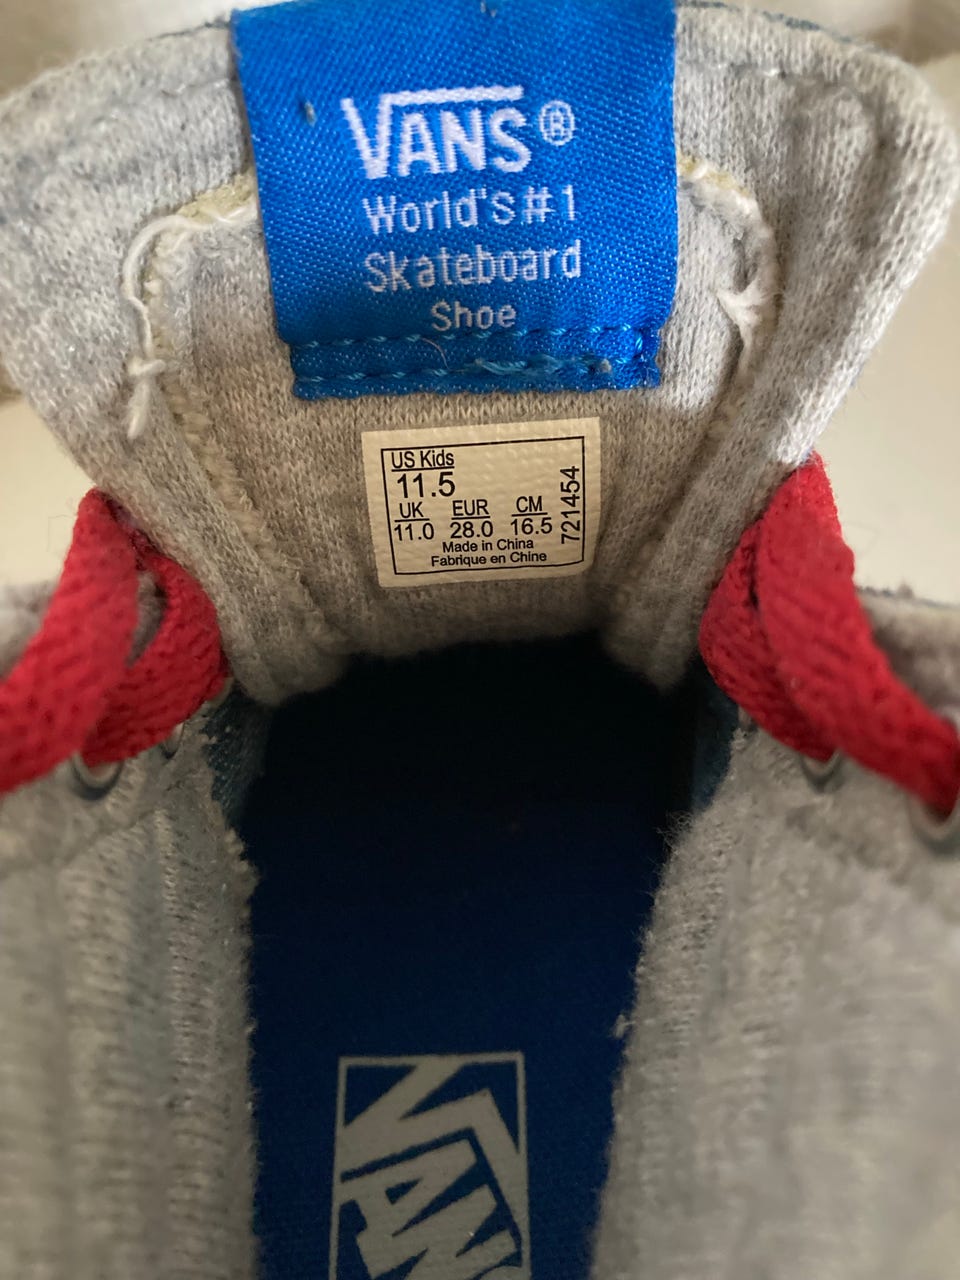 VANS®
World's #1
Skateboard
Shoe
US Kids
11.5
UK EUR CM
11.0 28.0 16.5
Made in China
Fabrique en Chine
721454
VANS